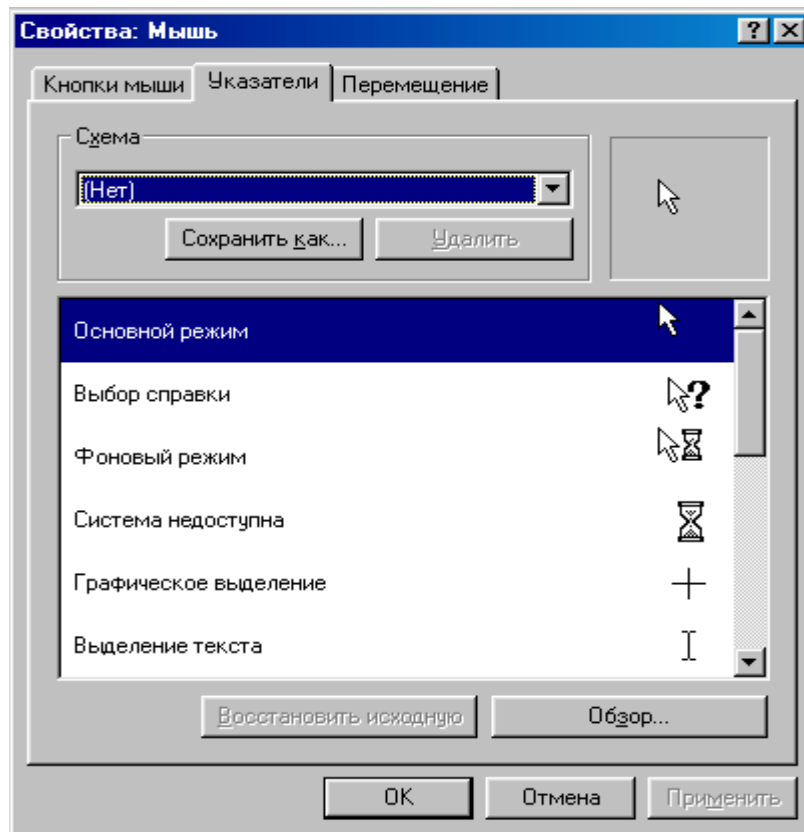 Свойства: Мышь
Кнопки мыши Указатели Перемещение
Схема
(Нет)
Сохранить как... Удалить
Основной режим
Выбор справки
Фоновый режим
Система недоступна
Графическое выделение
Выделение текста
Восстановить исходную Обзор...
OK Отмена Применить